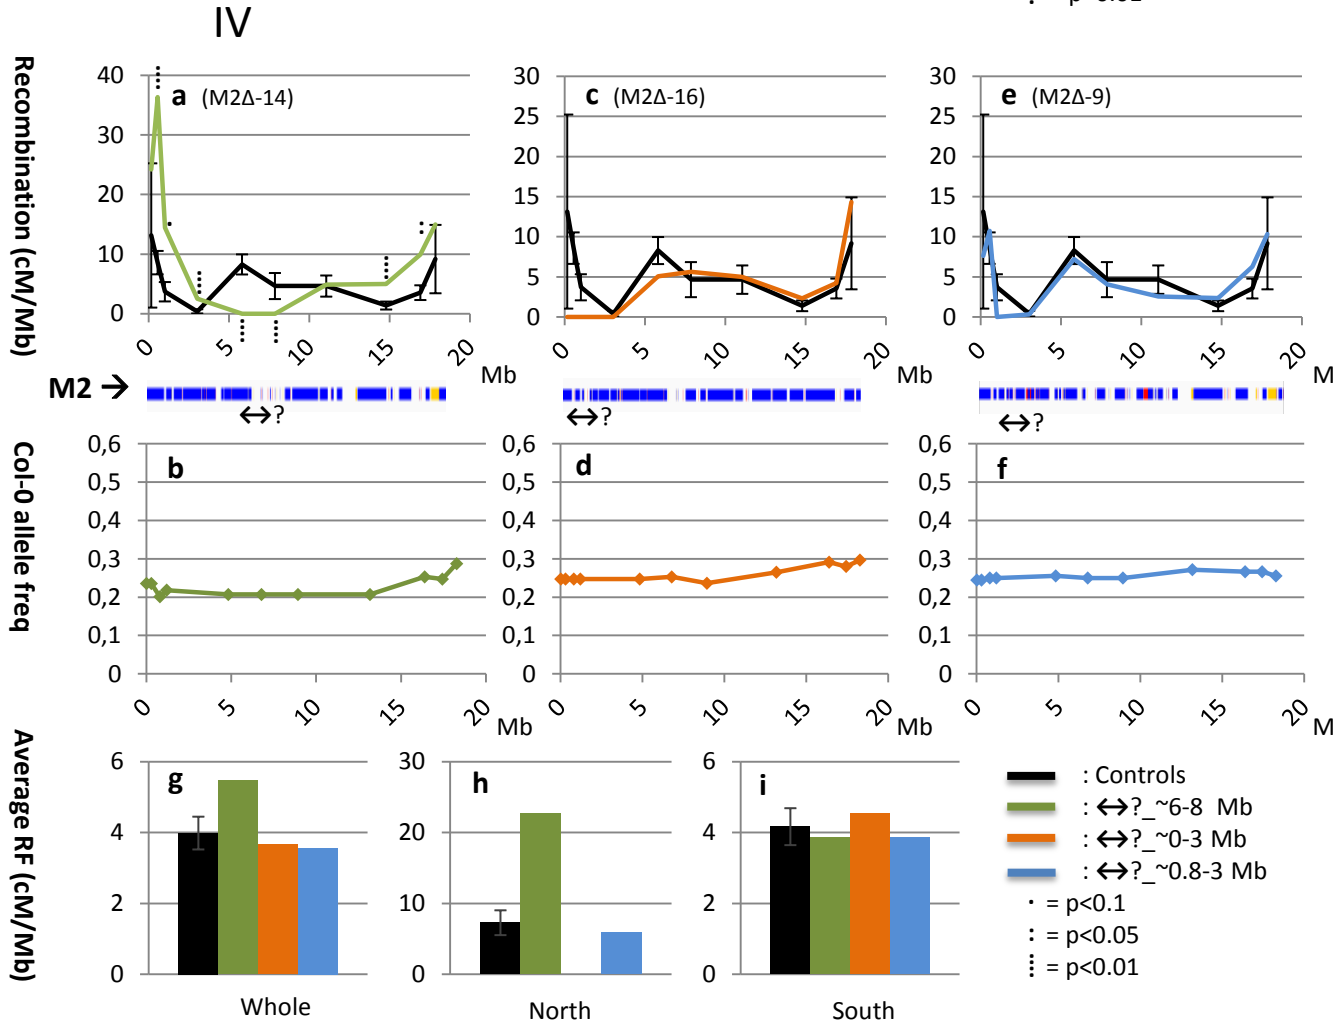 IV
Recombination (cM/Mb)
40
30
20
10
0
a (M2Δ-14)
0
5
10
15
20
Mb
30
25
20
15
10
5
0
c (M2Δ-16)
0
5
10
15
20
Mb
30
25
20
15
10
5
0
e (M2Δ-9)
0
5
10
15
20
M
M2 →
↔?
↔?
↔?
Col-0 allele freq
0,6
0,5
0,4
0,3
0,2
0,1
0
b
0
5
10
15
20
Mb
0,6
0,5
0,4
0,3
0,2
0,1
0
d
0
5
10
15
20
Mb
0,6
0,5
0,4
0,3
0,2
0,1
0
f
0
5
10
15
20
M
Average RF (cM/Mb)
6
4
2
0
g
Whole
30
20
10
0
h
North
6
4
2
0
i
South
: Controls
: ↔?_~6-8 Mb
: ↔?_~0-3 Mb
: ↔?_~0.8-3 Mb
= p<0.1
= p<0.05
= p<0.01